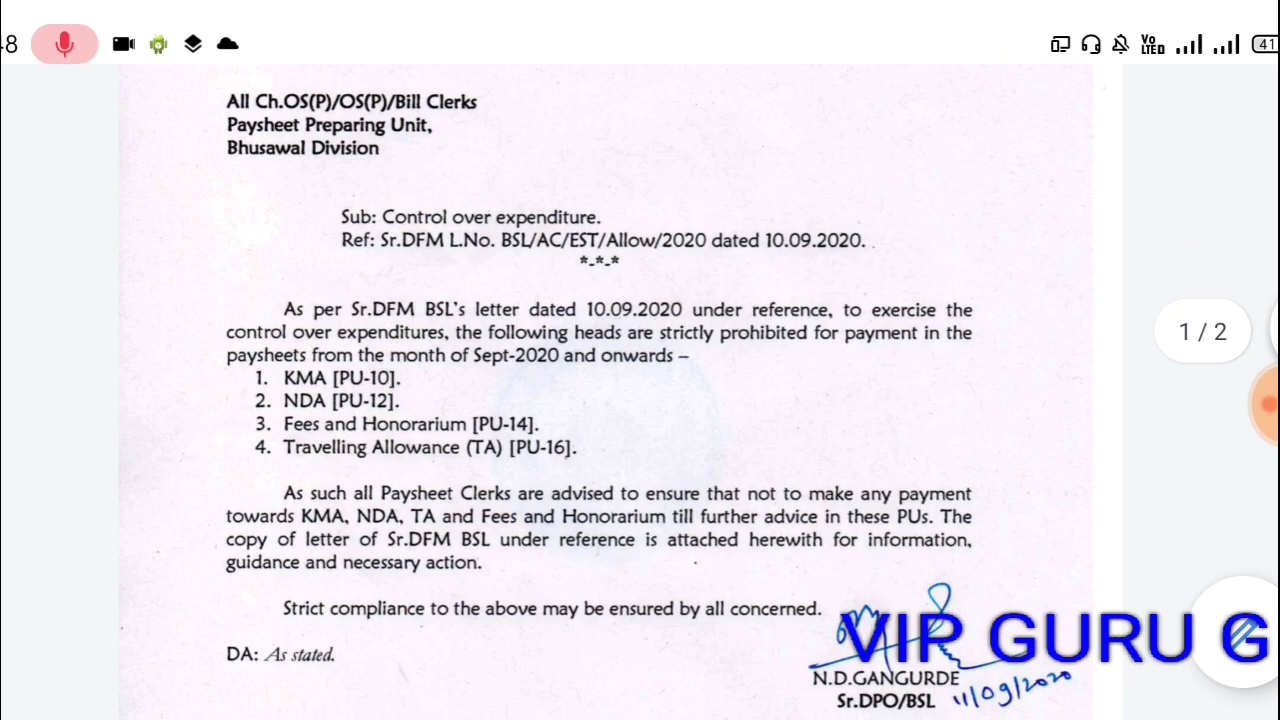 :48
Vo
LTED
41
All Ch.OS(P)/OS(P)/Bill Clerks
Paysheet Preparing Unit,
Bhusawal Division
Sub: Control over expenditure.
Ref: Sr.DFM L.No. BSL/AC/EST/Allow/2020 dated 10.09.2020.
*-*-*
As per Sr.DFM BSL's letter dated 10.09.2020 under reference, to exercise the
control over expenditures, the following heads are strictly prohibited for payment in the
paysheets from the month of Sept-2020 and onwards –
1. KMA [PU-10].
2. NDA [PU-12].
3. Fees and Honorarium [PU-14].
4. Travelling Allowance (TA) [PU-16].
1 / 2
As such all Paysheet Clerks are advised to ensure that not to make any payment
towards KMA, NDA, TA and Fees and Honorarium till further advice in these PUs. The
copy of letter of Sr.DFM BSL under reference is attached herewith for information,
guidance and necessary action.
Strict compliance to the above may be ensured by all concerned.
VIP GURU G
DA: As stated.
N.D.GANGURDE
Sr.DPO/BSL 11/09/2020